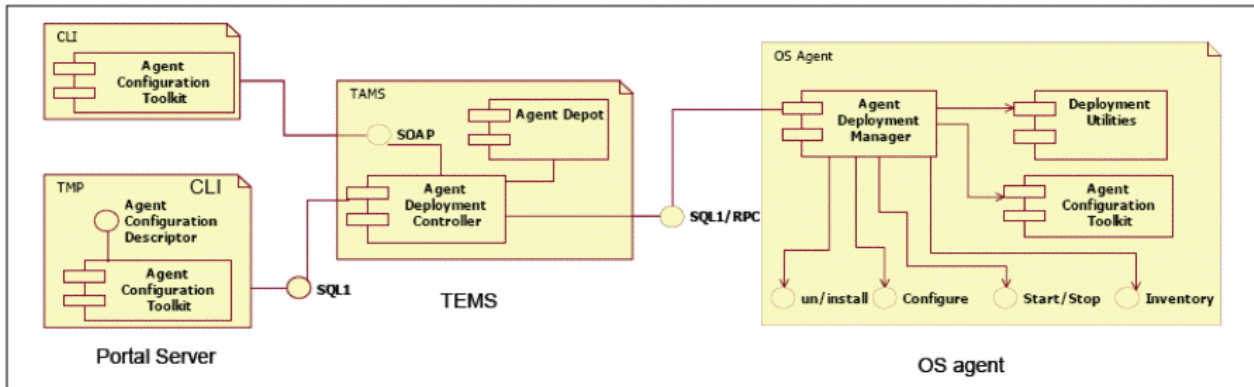 CLI
Agent
Configuration
Toolkit
TMP
CLI
Agent
Configuration
Descriptor
Agent
Configuration
Toolkit
SQL1
Portal Server
TAMS
SOAP
Agent Depot
Agent
Deployment
Controller
TEMS
SQL1/RPC
OS Agent
Agent
Deployment
Manager
Deployment
Utilities
Agent
Configuration
Toolkit
un/install
Configure
Start/Stop
Inventory
OS agent